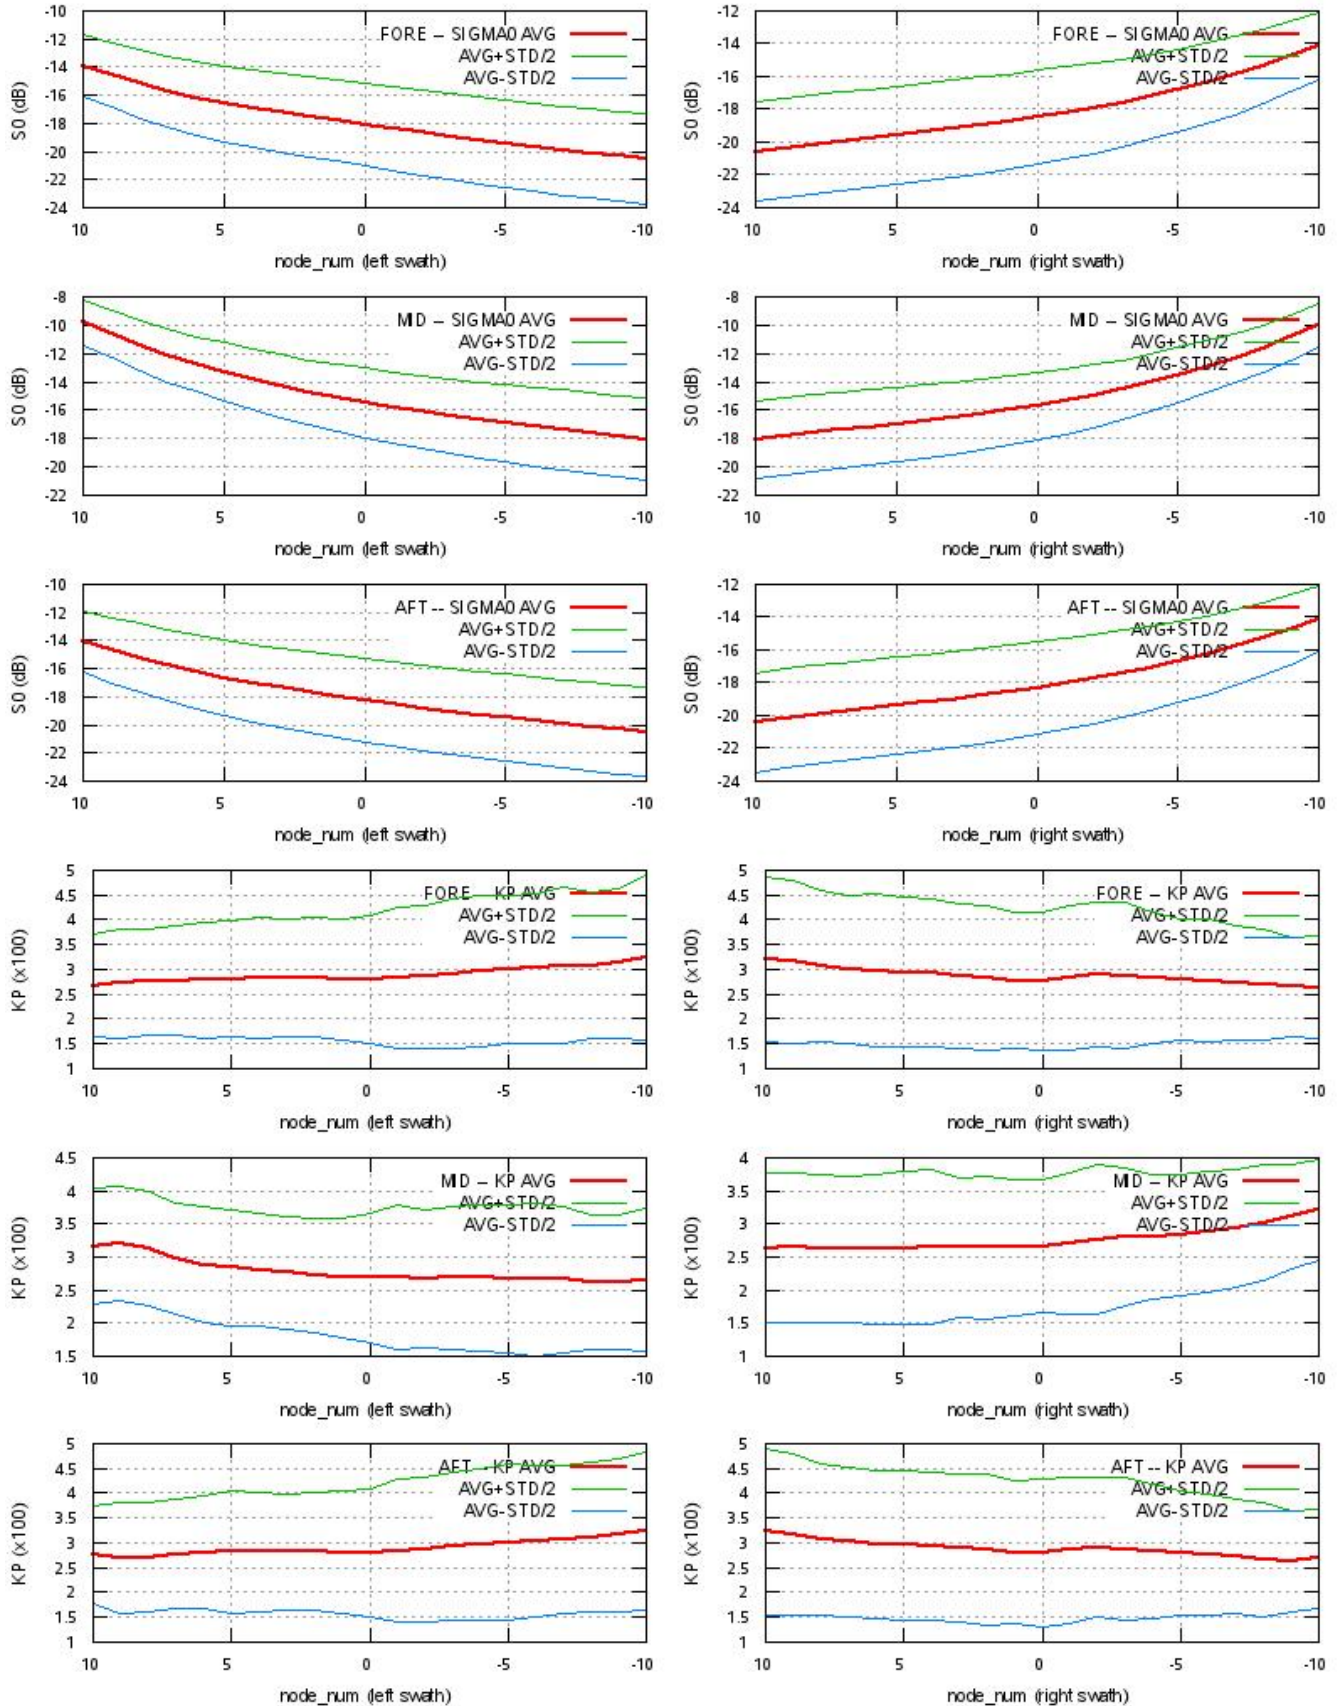 FORE -- SIGMA0 AVG
AVG+STD/2
AVG-STD/2
-10
-12
-14
-16
-18
-20
-22
-24
S0 (dB)
10 5 0 -5 -10
node_num (left swath)
FORE -- SIGMA0 AVG
AVG+STD/2
AVG-STD/2
-12
-14
-16
-18
-20
-22
-24
S0 (dB)
10 5 0 -5 -10
node_num (right swath)
MID -- SIGMA0 AVG
AVG+STD/2
AVG-STD/2
-8
-10
-12
-14
-16
-18
-20
-22
S0 (dB)
10 5 0 -5 -10
node_num (left swath)
MID -- SIGMA0 AVG
AVG+STD/2
AVG-STD/2
-8
-10
-12
-14
-16
-18
-20
-22
S0 (dB)
10 5 0 -5 -10
node_num (right swath)
AFT -- SIGMA0 AVG
AVG+STD/2
AVG-STD/2
-10
-12
-14
-16
-18
-20
-22
-24
S0 (dB)
10 5 0 -5 -10
node_num (left swath)
AFT -- SIGMA0 AVG
AVG+STD/2
AVG-STD/2
-12
-14
-16
-18
-20
-22
-24
S0 (dB)
10 5 0 -5 -10
node_num (right swath)
FORE -- KP AVG
AVG+STD/2
AVG-STD/2
5
4.5
4
3.5
3
2.5
2
1.5
1
KP (x100)
10 5 0 -5 -10
node_num (left swath)
FORE -- KP AVG
AVG+STD/2
AVG-STD/2
5
4.5
4
3.5
3
2.5
2
1.5
1
KP (x100)
10 5 0 -5 -10
node_num (right swath)
MID -- KP AVG
AVG+STD/2
AVG-STD/2
4.5
4
3.5
3
2.5
2
1.5
KP (x100)
10 5 0 -5 -10
node_num (left swath)
MID -- KP AVG
AVG+STD/2
AVG-STD/2
4
3.5
3
2.5
2
1.5
1
KP (x100)
10 5 0 -5 -10
node_num (right swath)
AFT -- KP AVG
AVG+STD/2
AVG-STD/2
5
4.5
4
3.5
3
2.5
2
1.5
1
KP (x100)
10 5 0 -5 -10
node_num (left swath)
AFT -- KP AVG
AVG+STD/2
AVG-STD/2
5
4.5
4
3.5
3
2.5
2
1.5
1
KP (x100)
10 5 0 -5 -10
node_num (right swath)